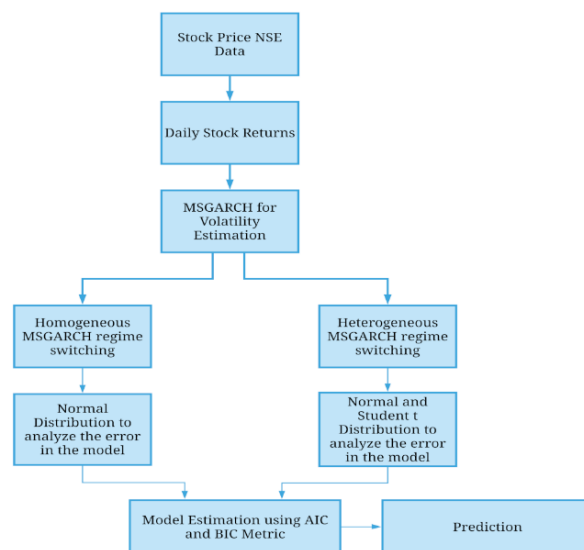 Stock Price NSE
Data
Daily Stock Returns
MSGARCH for
Volatility
Estimation
Homogeneous
MSGARCH regime
switching
Heterogeneous
MSGARCH regime
switching
Normal
Distribution to
analyze the error
in the model
Normal and
Student t
Distribution to
analyze the error
in the model
Model Estimation using AIC
and BIC Metric
Prediction